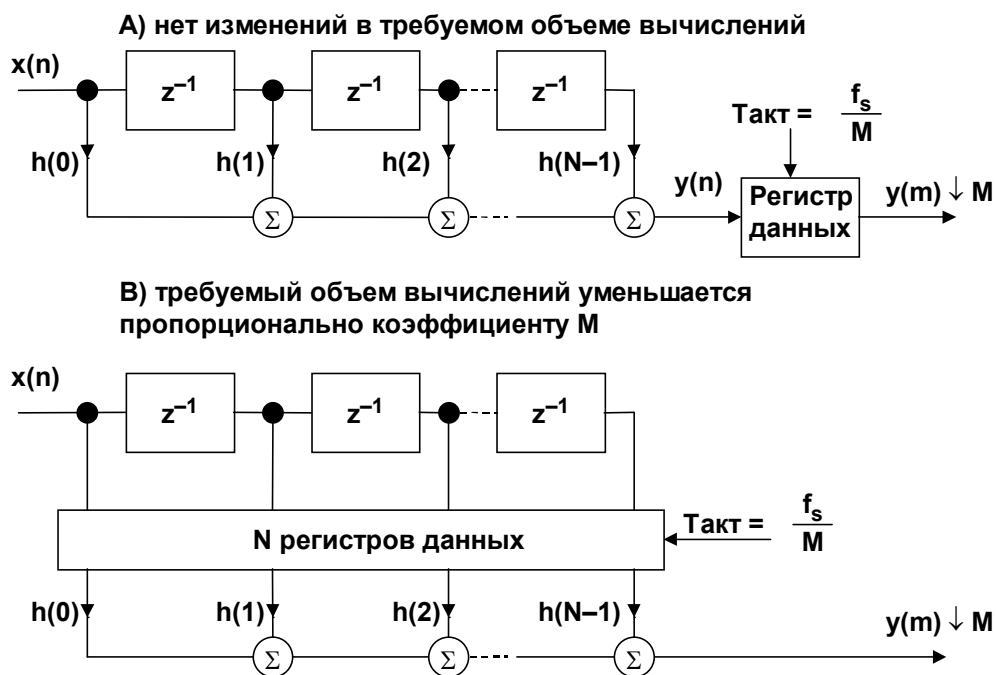 А) нет изменений в требуемом объеме вычислений
x(n)
z–1 z–1 z–1
Такт = fs
M
h(0) h(1) h(2) h(N–1)
y(n)
Регистр
данных
y(m) ↓ M
Σ Σ Σ
В) требуемый объем вычислений уменьшается
пропорционально коэффициенту М
x(n)
z–1 z–1 z–1
N регистров данных
Такт = fs
M
h(0) h(1) h(2) h(N–1)
y(m) ↓ M
Σ Σ Σ